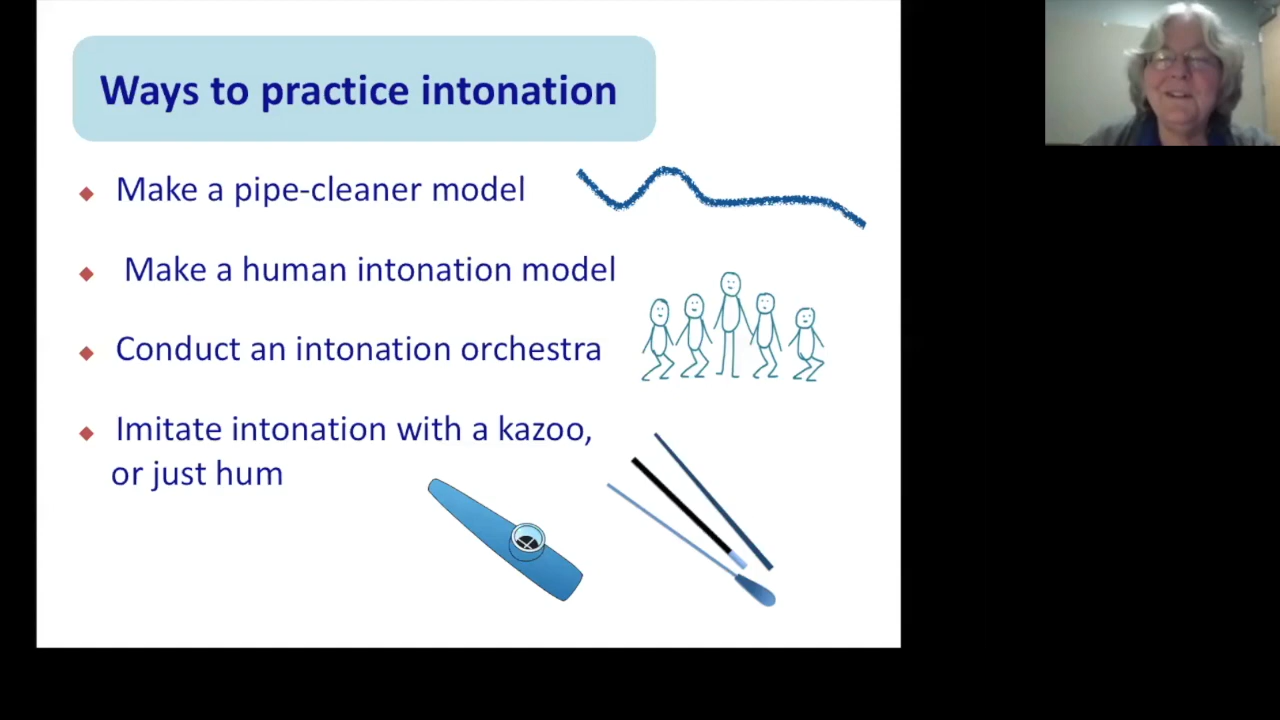 Ways to practice intonation
Make a pipe-cleaner model
Make a human intonation model
Conduct an intonation orchestra
Imitate intonation with a kazoo,
or just hum